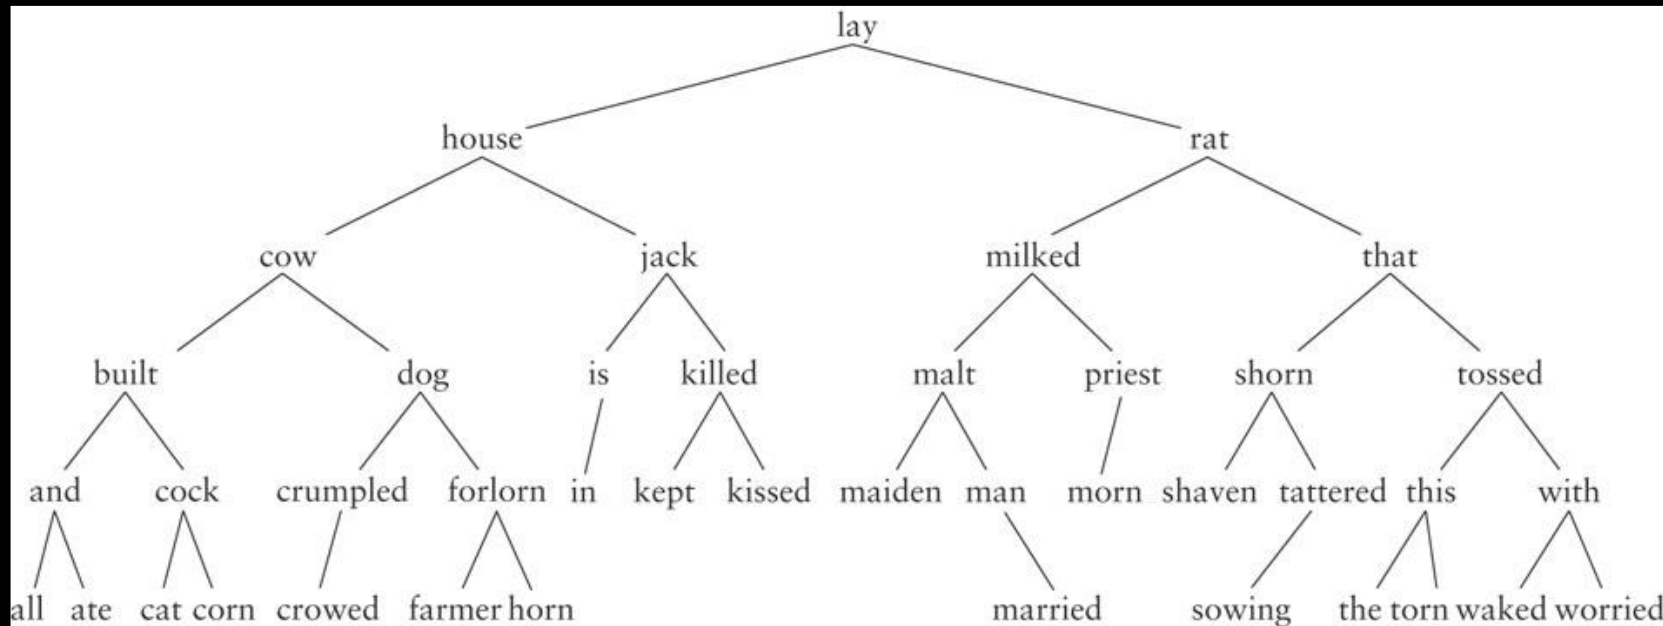 lay
house rat
cow jack milked that
built dog is killed malt priest shorn tossed
and cock crumpled forlorn in kept kissed maiden man morn shaven tattered this with
all ate cat corn crowed farmer horn married sowing the torn waked worried